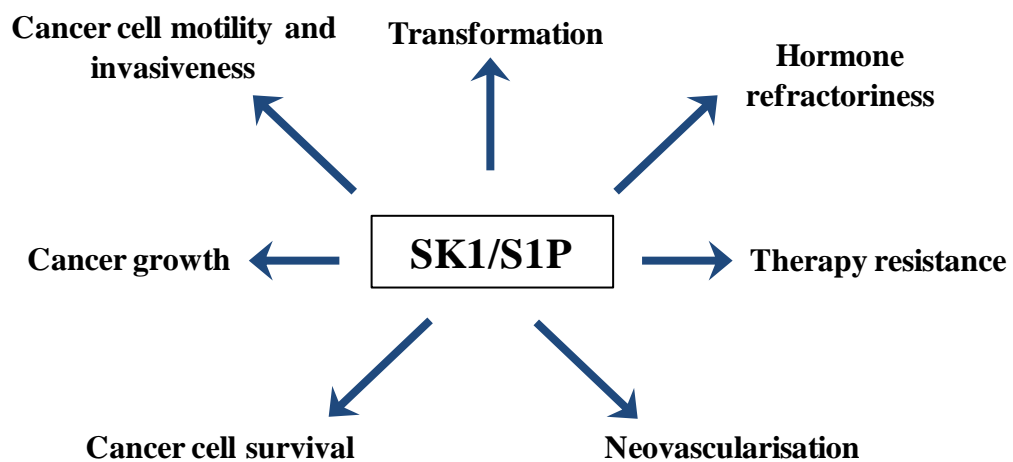 Cancer cell motility and
invasiveness
Transformation
Hormone
refractoriness
Cancer growth
SK1/S1P
Therapy resistance
Cancer cell survival
Neovascularisation